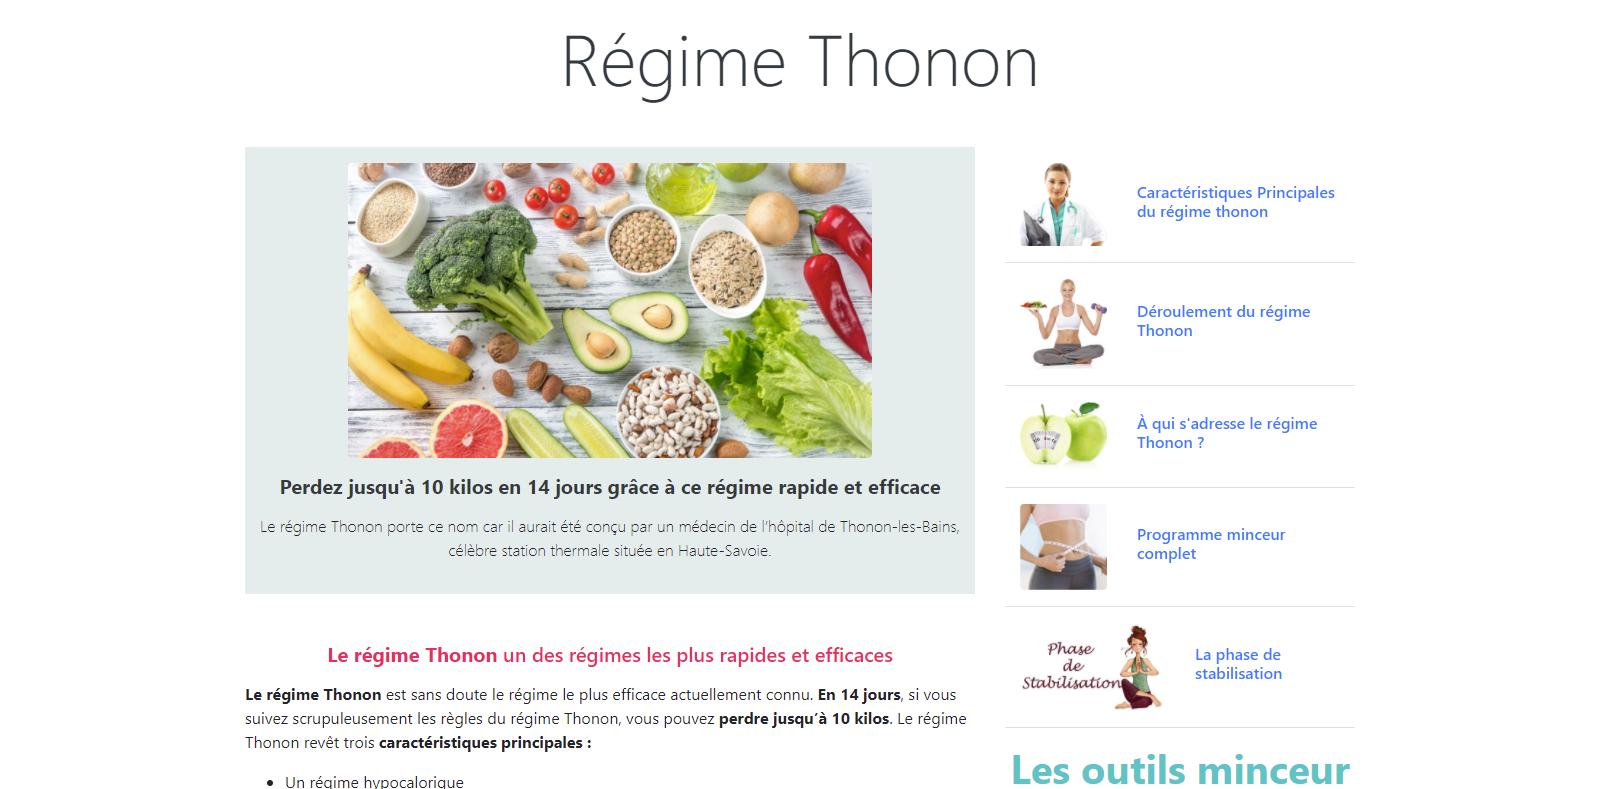 Régime Thonon
Perdez jusqu'à 10 kilos en 14 jours grâce à ce régime rapide et efficace
Le régime Thonon porte ce nom car il aurait été conçu par un médecin de l’hôpital de Thonon-les-Bains,
célèbre station thermale située en Haute-Savoie.
Le régime Thonon un des régimes les plus rapides et efficaces
Le régime Thonon est sans doute le régime le plus efficace actuellement connu. En 14 jours, si vous
suivez scrupuleusement les règles du régime Thonon, vous pouvez perdre jusqu’à 10 kilos. Le régime
Thonon revêt trois caractéristiques principales :
• Un régime hypocalorique
Caractéristiques Principales
du régime thonon
Déroulement du régime
Thonon
À qui s'adresse le régime
Thonon ?
Programme minceur
complet
Phase
de
Stabilisation
La phase de
stabilisation
Les outils minceur